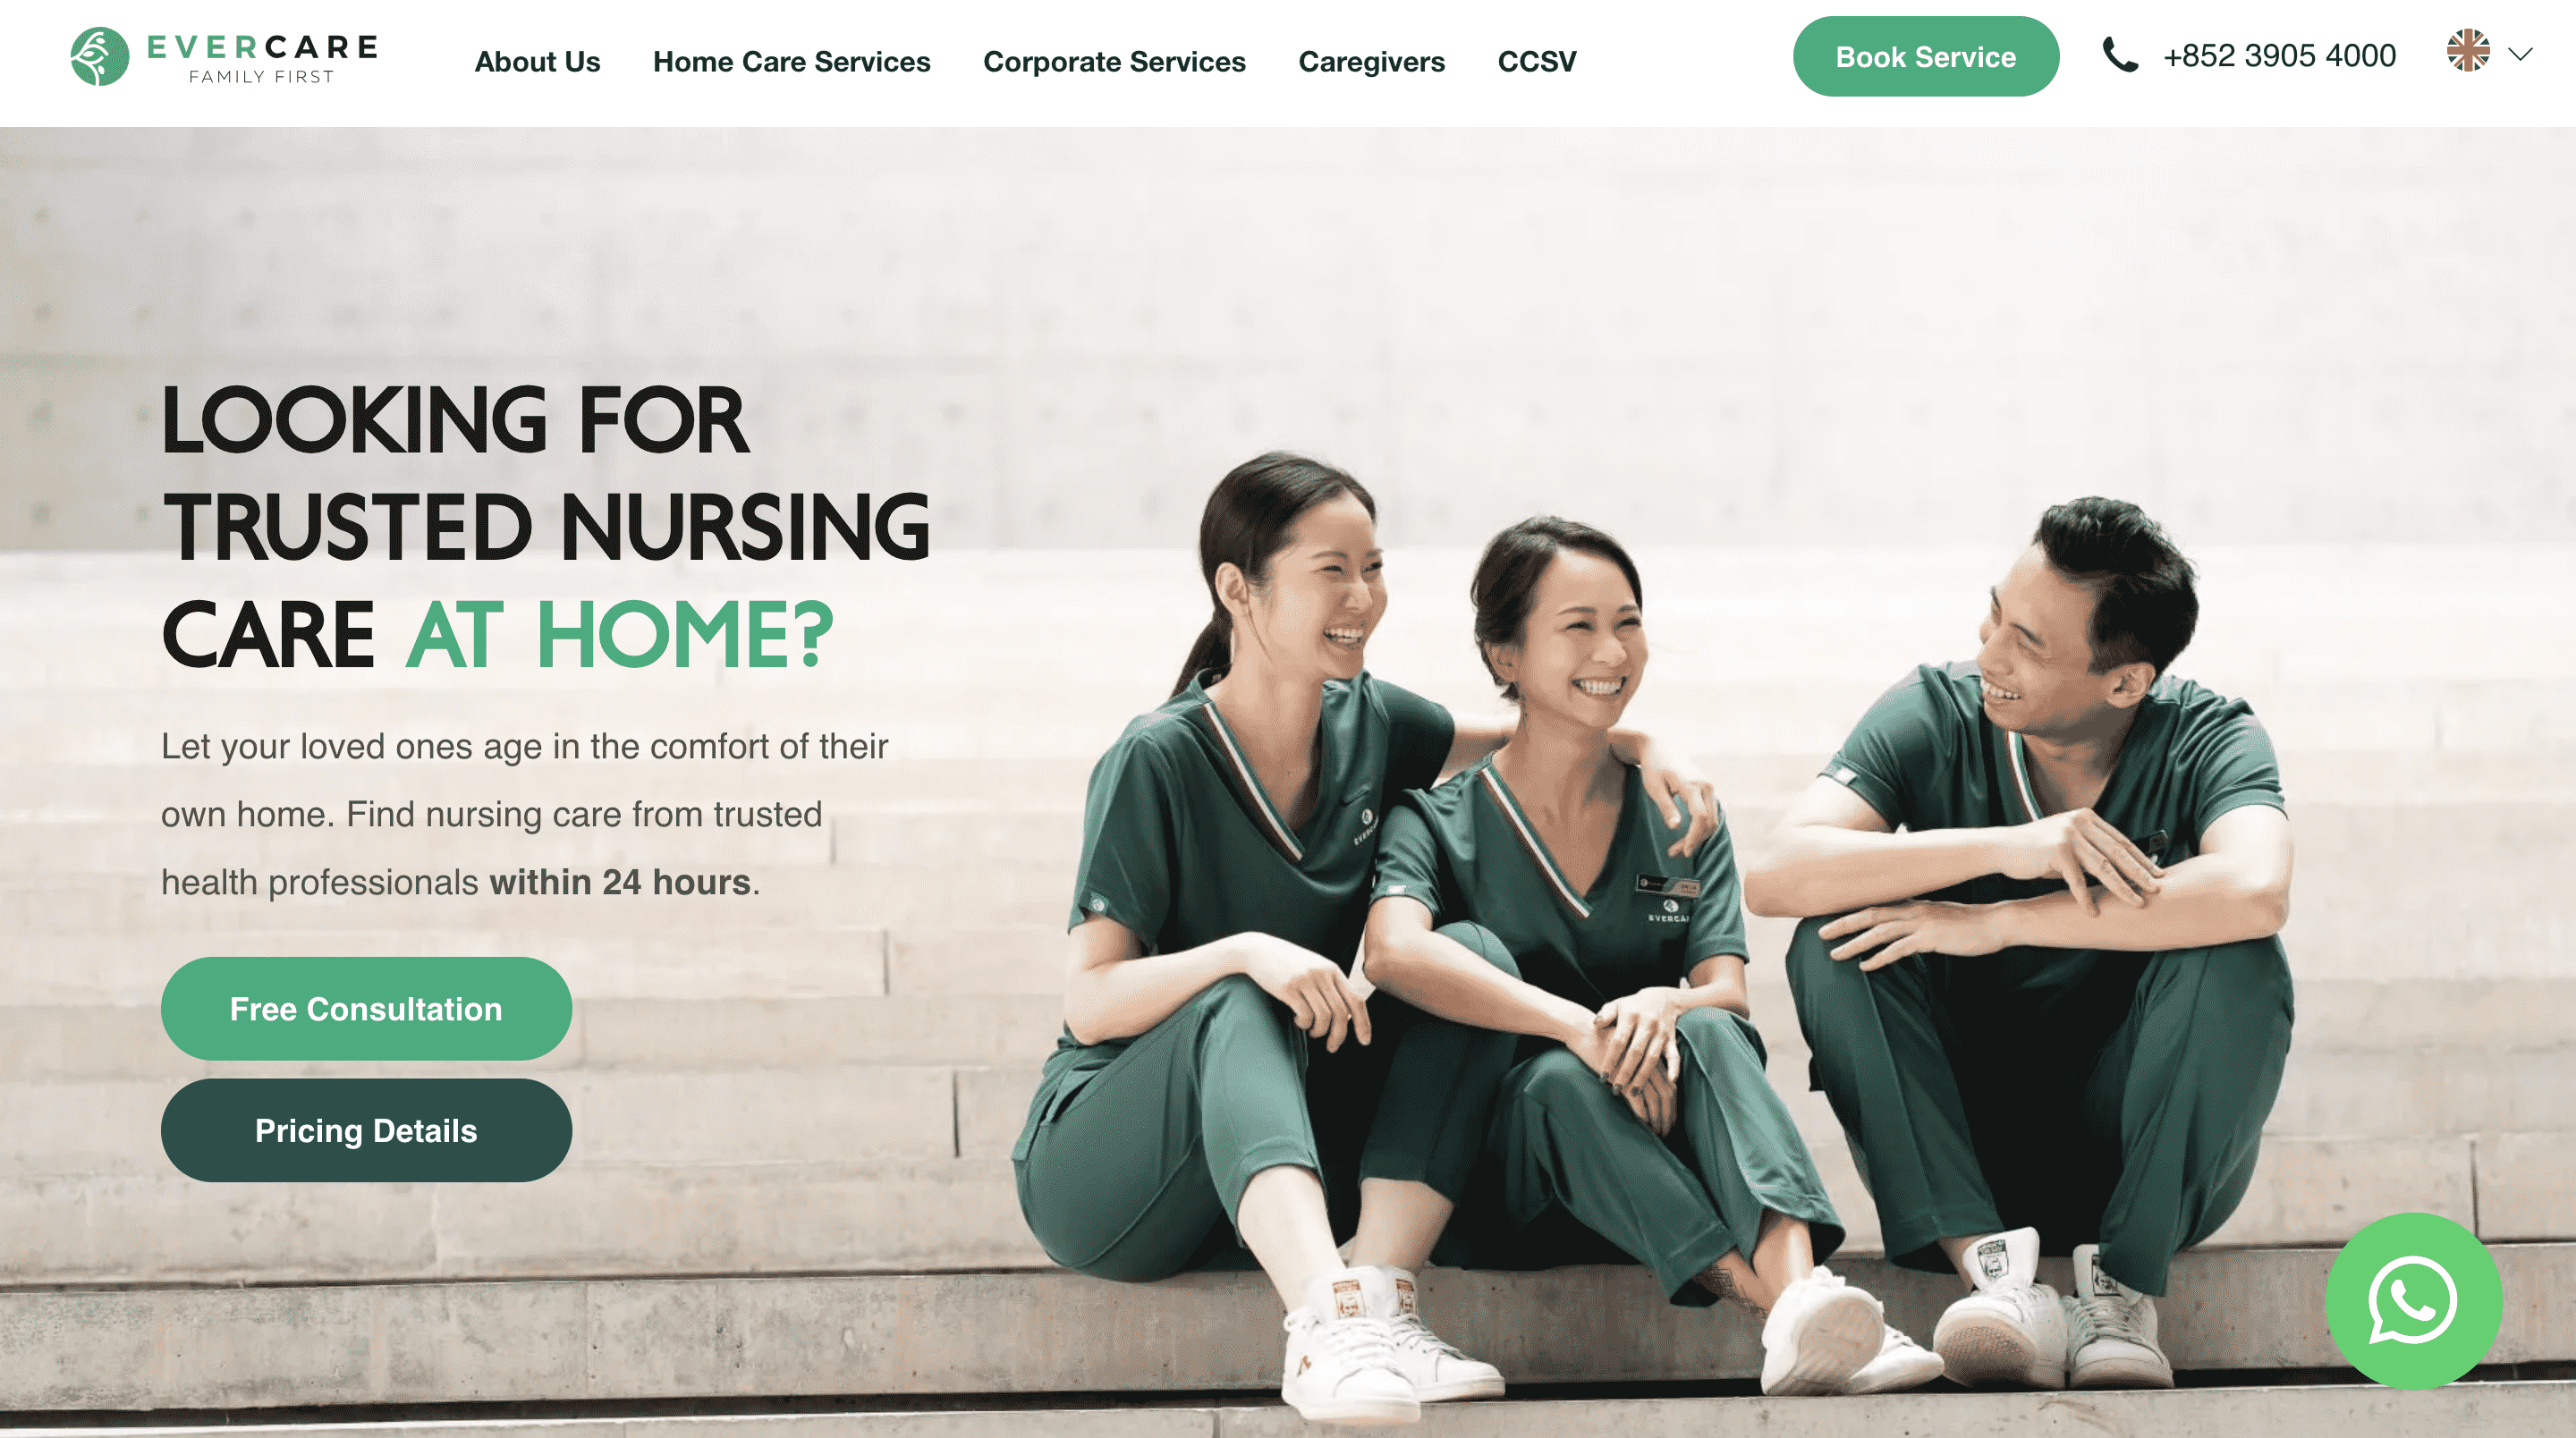 EVERCARE
FAMILY FIRST
About Us
Home Care Services
Corporate Services
Caregivers
CCSV
Book Service
+852 3905 4000
LOOKING FOR
TRUSTED NURSING
CARE AT HOME?
Let your loved ones age in the comfort of their
own home. Find nursing care from trusted
health professionals within 24 hours.
Free Consultation
Pricing Details